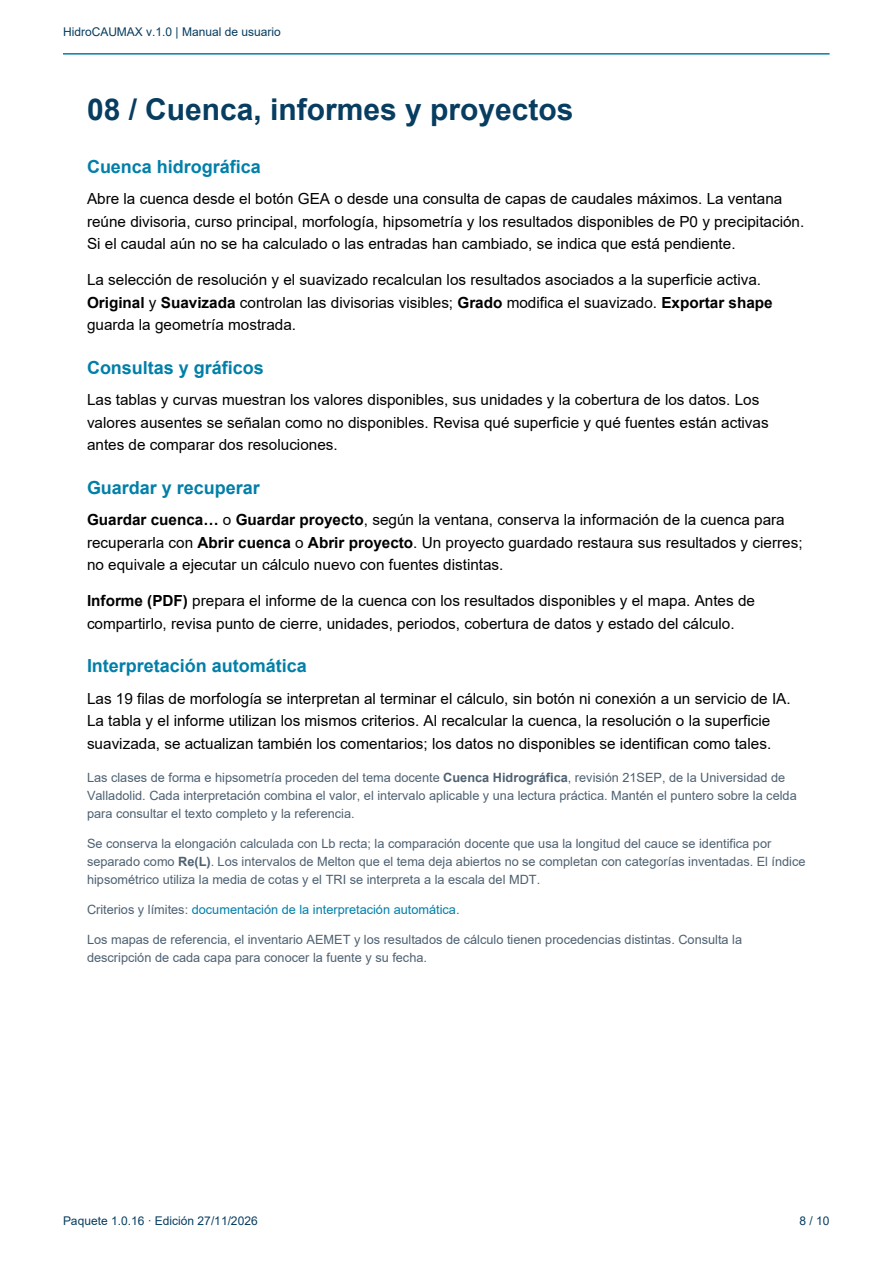 HidroCAUMAX v.1.0 | Manual de usuario
08 / Cuenca, informes y proyectos
Cuenca hidrográfica
Abre la cuenca desde el botón GEA o desde una consulta de capas de caudales máximos. La ventana
reúne divisoria, curso principal, morfología, hipsometría y los resultados disponibles de P0 y precipitación.
Si el caudal aún no se ha calculado o las entradas han cambiado, se indica que está pendiente.
La selección de resolución y el suavizado recalculan los resultados asociados a la superficie activa.
Original y Suavizada controlan las divisorias visibles; Grado modifica el suavizado. Exportar shape
guarda la geometría mostrada.
Consultas y gráficos
Las tablas y curvas muestran los valores disponibles, sus unidades y la cobertura de los datos. Los
valores ausentes se señalan como no disponibles. Revisa qué superficie y qué fuentes están activas
antes de comparar dos resoluciones.
Guardar y recuperar
Guardar cuenca… o Guardar proyecto, según la ventana, conserva la información de la cuenca para
recuperarla con Abrir cuenca o Abrir proyecto. Un proyecto guardado restaura sus resultados y cierres;
no equivale a ejecutar un cálculo nuevo con fuentes distintas.
Informe (PDF) prepara el informe de la cuenca con los resultados disponibles y el mapa. Antes de
compartirlo, revisa punto de cierre, unidades, periodos, cobertura de datos y estado del cálculo.
Interpretación automática
Las 19 filas de morfología se interpretan al terminar el cálculo, sin botón ni conexión a un servicio de IA.
La tabla y el informe utilizan los mismos criterios. Al recalcular la cuenca, la resolución o la superficie
suavizada, se actualizan también los comentarios; los datos no disponibles se identifican como tales.
Las clases de forma e hipsometría proceden del tema docente Cuenca Hidrográfica, revisión 21SEP, de la Universidad de
Valladolid. Cada interpretación combina el valor, el intervalo aplicable y una lectura práctica. Mantén el puntero sobre la celda
para consultar el texto completo y la referencia.
Se conserva la elongación calculada con Lb recta; la comparación docente que usa la longitud del cauce se identifica por
separado como Re(L). Los intervalos de Melton que el tema deja abiertos no se completan con categorías inventadas. El índice
hipsométrico utiliza la media de cotas y el TRI se interpreta a la escala del MDT.
Criterios y límites: documentación de la interpretación automática.
Los mapas de referencia, el inventario AEMET y los resultados de cálculo tienen procedencias distintas. Consulta la
descripción de cada capa para conocer la fuente y su fecha.
Paquete 1.0.16 · Edición 27/11/2026
8 / 10